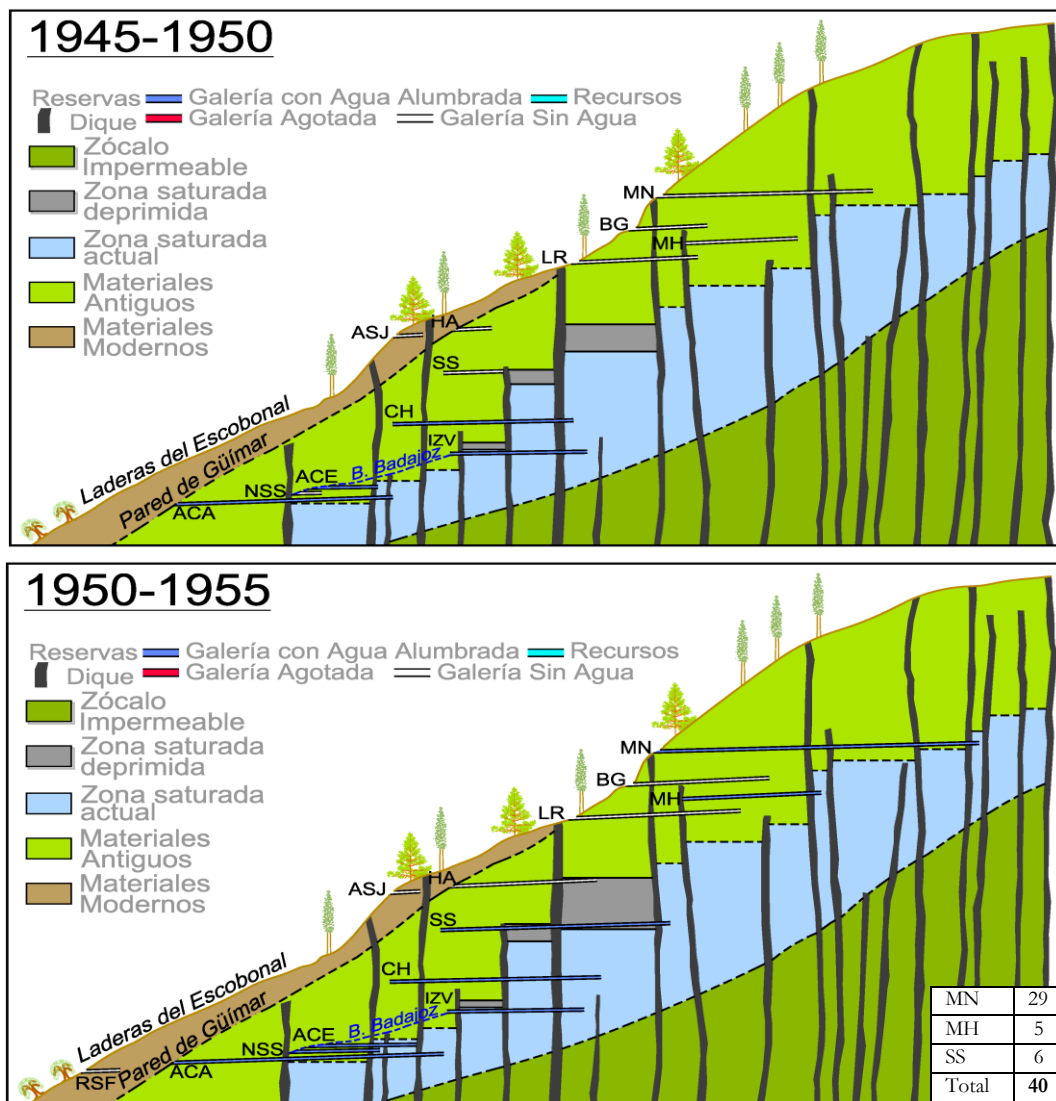 1945-1950
Reservas Galería con Agua Alumbrada Recursos
Dique Galería Agotada Galería Sin Agua
Zócalo
Impermeable
Zona saturada
deprimida
Zona saturada
actual
Materiales
Antiguos
Materiales
Modernos
MN
BG
MH
LR
HA
ASJ
SS
CH
IZV
Laderas del Escobonal
Pared de Güímar
B. Badajoz
ACE
NSS
ACA
1950-1955
Reservas Galería con Agua Alumbrada Recursos
Dique Galería Agotada Galería Sin Agua
Zócalo
Impermeable
Zona saturada
deprimida
Zona saturada
actual
Materiales
Antiguos
Materiales
Modernos
MN
BG
MH
LR
HA
ASJ
SS
CH
IZV
Laderas del Escobonal
Pared de Güímar
B. Badajoz
ACE
NSS
ACA
RSF
MN 29
MH 5
SS 6
Total 40